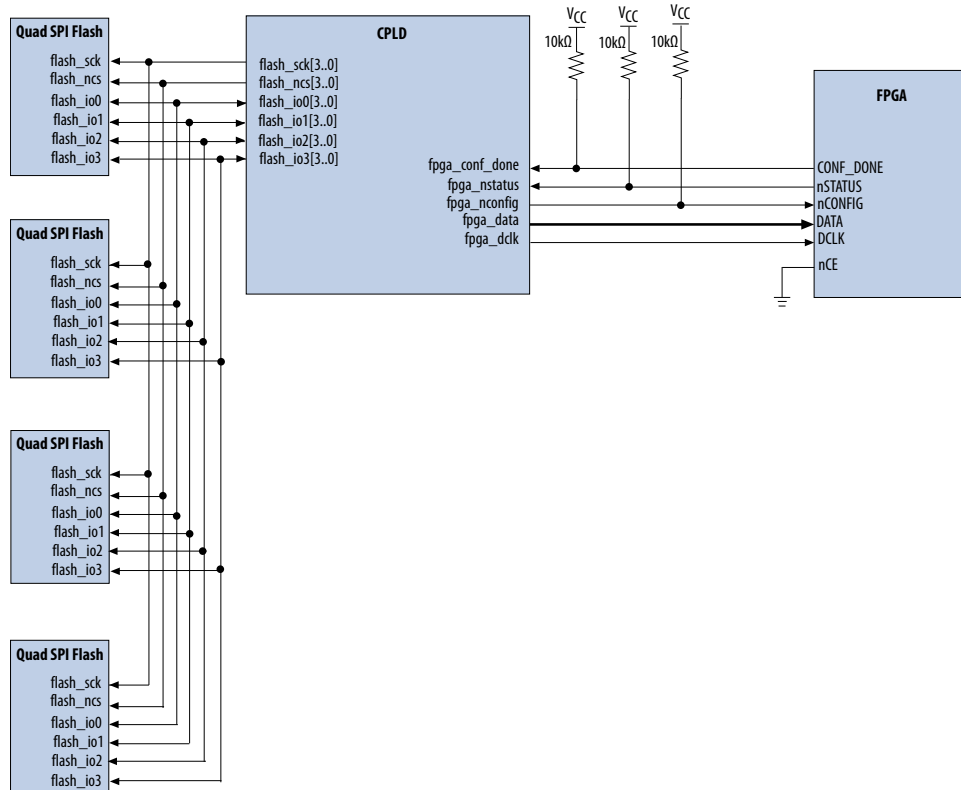 Quad SPI Flash
flash_sck
flash_ncs
flash_io0
flash_io1
flash_io2
flash_io3
CPLD
flash_sck[3..0]
flash_ncs[3..0]
flash_io0[3..0]
flash_io1[3..0]
flash_io2[3..0]
flash_io3[3..0]
fpga_conf_done
fpga_nstatus
fpga_nconfig
fpga_data
fpga_dclk
VCC
VCC
VCC
10kΩ
10kΩ
10kΩ
FPGA
CONF_DONE
nSTATUS
nCONFIG
DATA
DCLK
nCE
Quad SPI Flash
flash_sck
flash_ncs
flash_io0
flash_io1
flash_io2
flash_io3
Quad SPI Flash
flash_sck
flash_ncs
flash_io0
flash_io1
flash_io2
flash_io3
Quad SPI Flash
flash_sck
flash_ncs
flash_io0
flash_io1
flash_io2
flash_io3